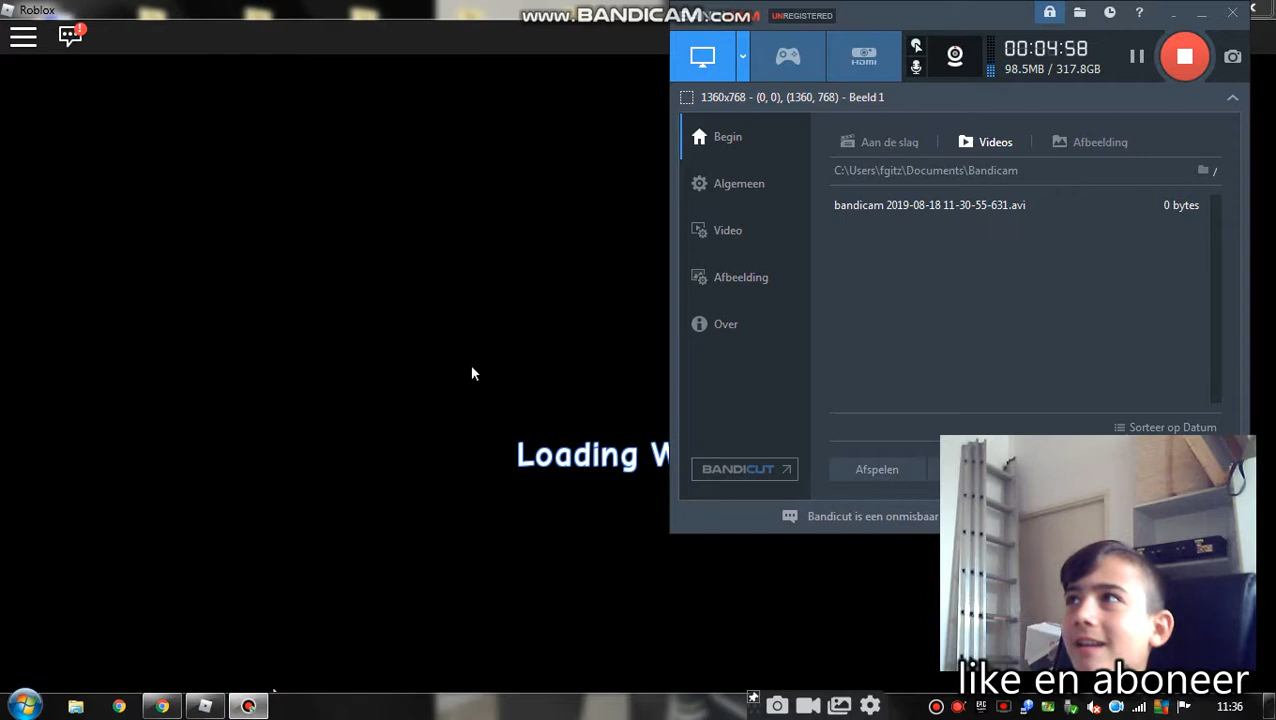 Roblox
www.BANDICAM.com
UNREGISTERED
HDMI
00:04:58
98.5MB / 317.8GB
1360x768 - (0, 0), (1360, 768) - Beeld 1
Begin
Algemeen
Video
Afbeelding
Over
BANDICUT
Aan de slag
Videos
Afbeelding
C:\Users\fgitz\Documents\Bandicam
/
bandicam 2019-08-18 11-30-55-631.avi
0 bytes
Sorteer op Datum
Afspelen
Bandicut is een onmisbaar
Loading W
like en aboneer
11:36